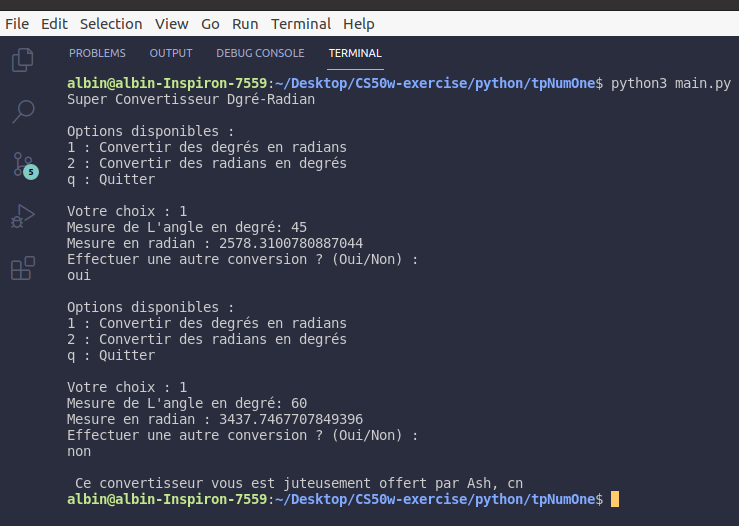 File Edit Selection View Go Run Terminal Help
PROBLEMS OUTPUT DEBUG CONSOLE TERMINAL
albin@albin-Inspiron-7559:~/Desktop/CS50w-exercise/python/tpNumOne$ python3 main.py
Super Convertisseur Dgré-Radian
Options disponibles :
1 : Convertir des degrés en radians
2 : Convertir des radians en degrés
q : Quitter
5
Votre choix : 1
Mesure de L'angle en degré: 45
Mesure en radian : 2578.3100780887044
Effectuer une autre conversion ? (Oui/Non) :
oui
Options disponibles :
1 : Convertir des degrés en radians
2 : Convertir des radians en degrés
q : Quitter
Votre choix : 1
Mesure de L'angle en degré: 60
Mesure en radian : 3437.7467707849396
Effectuer une autre conversion ? (Oui/Non) :
non
Ce convertisseur vous est juteusement offert par Ash, cn
albin@albin-Inspiron-7559:~/Desktop/CS50w-exercise/python/tpNumOne$